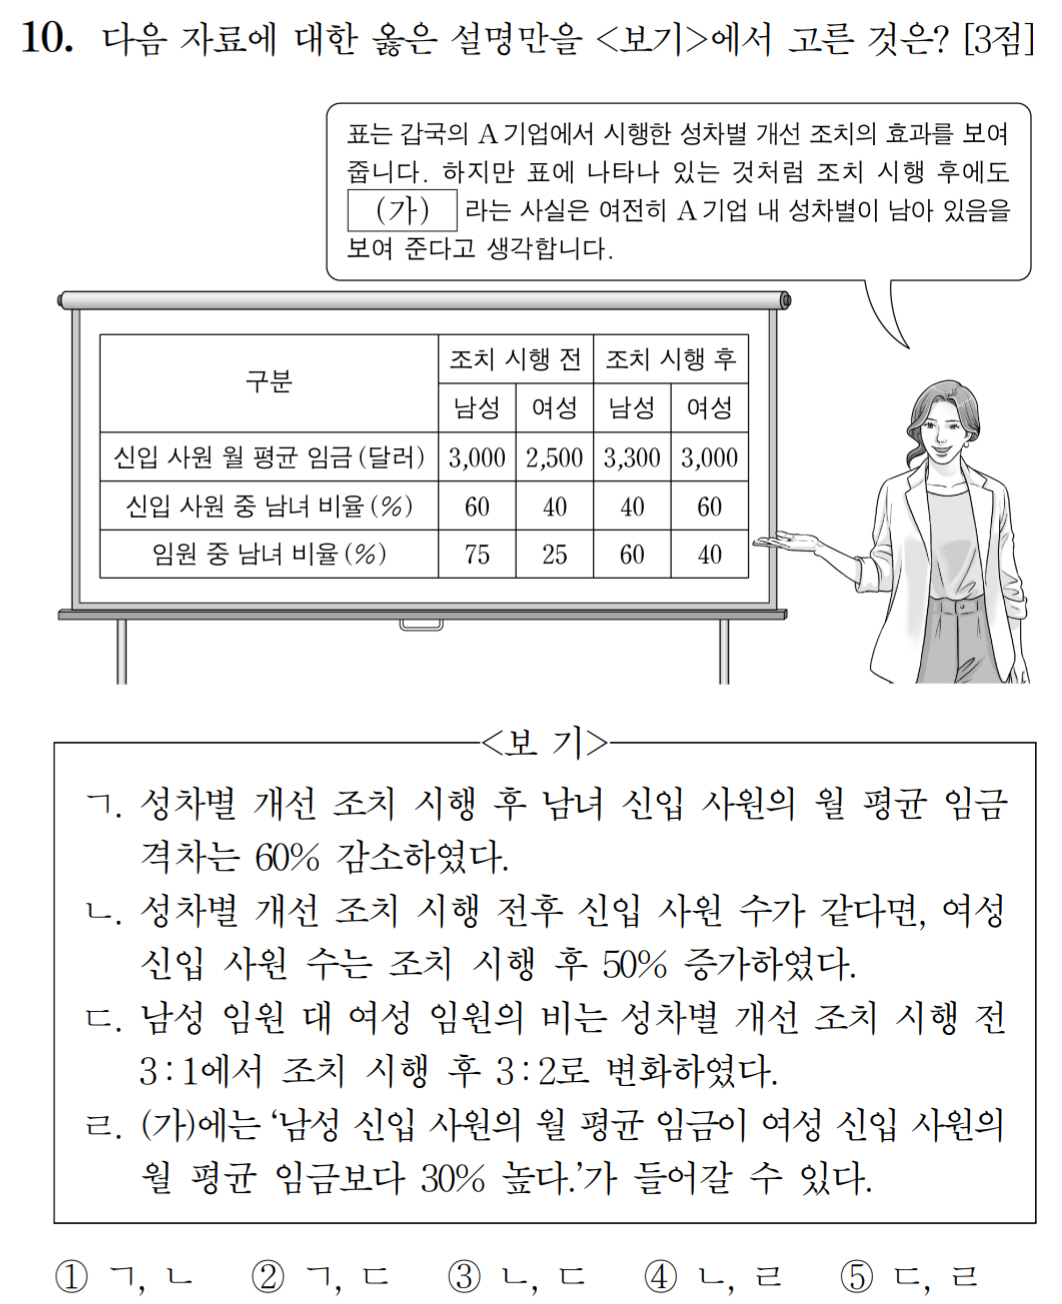 10. 다음 자료에 대한 옳은 설명만을 <보기>에서 고른 것은? [3점]
표는 갑국의 A 기업에서 시행한 성차별 개선 조치의 효과를 보여
줍니다. 하지만 표에 나타나 있는 것처럼 조치 시행 후에도
(가) 라는 사실은 여전히 A 기업 내 성차별이 남아 있음을
보여 준다고 생각합니다.
구분 조치 시행 전 조치 시행 후
남성 여성 남성 여성
신입 사원 월 평균 임금(달러) 3,000 2,500 3,300 3,000
신입 사원 중 남녀 비율(%) 60 40 40 60
임원 중 남녀 비율(%) 75 25 60 40
<보 기>
ㄱ. 성차별 개선 조치 시행 후 남녀 신입 사원의 월 평균 임금
격차는 60% 감소하였다.
ㄴ. 성차별 개선 조치 시행 전후 신입 사원 수가 같다면, 여성
신입 사원 수는 조치 시행 후 50% 증가하였다.
ㄷ. 남성 임원 대 여성 임원의 비는 성차별 개선 조치 시행 전
3:1에서 조치 시행 후 3:2로 변화하였다.
ㄹ. (가)에는 ‘남성 신입 사원의 월 평균 임금이 여성 신입 사원의
월 평균 임금보다 30% 높다.’가 들어갈 수 있다.
① ㄱ, ㄴ ② ㄱ, ㄷ ③ ㄴ, ㄷ ④ ㄴ, ㄹ ⑤ ㄷ, ㄹ